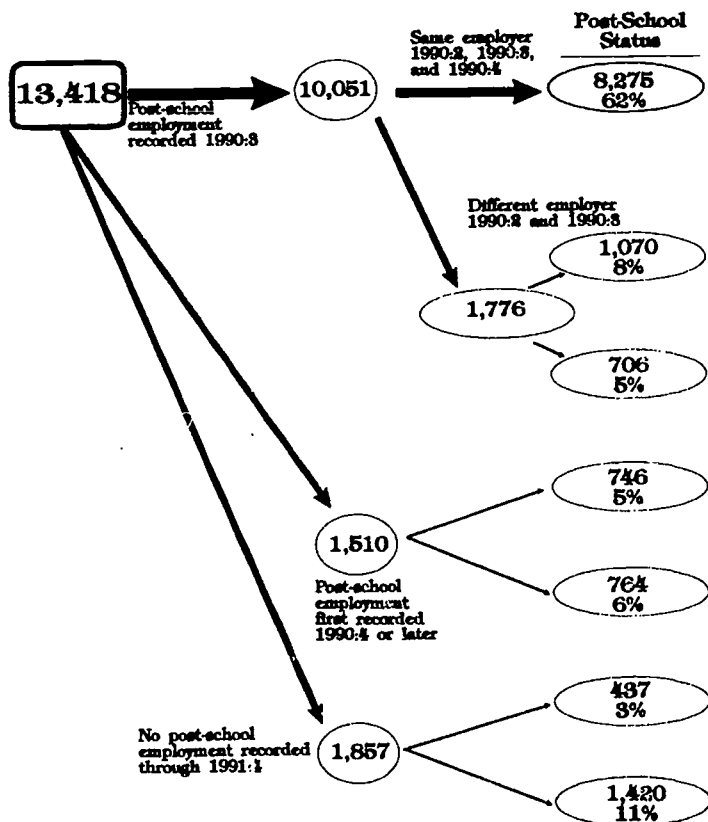 Post-School
Status
Same employer
1990:2, 1990:3,
and 1990:4
13,418
Post-school
employment
recorded 1990:3
10,051
8,275
62%
Different employer
1990:2 and 1990:3
1,070
8%
1,776
706
5%
746
5%
1,510
Post-school
employment
first recorded
1990:4 or later
764
6%
437
3%
No post-school
employment recorded
through 1991:1
1,857
1,420
11%